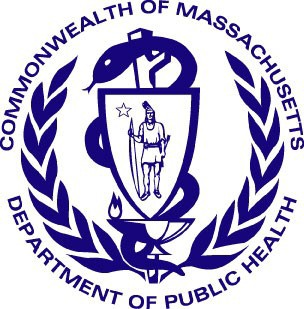 COMMONWEALTH OF MASSACHUSETTS
DEPARTMENT OF PUBLIC HEALTH